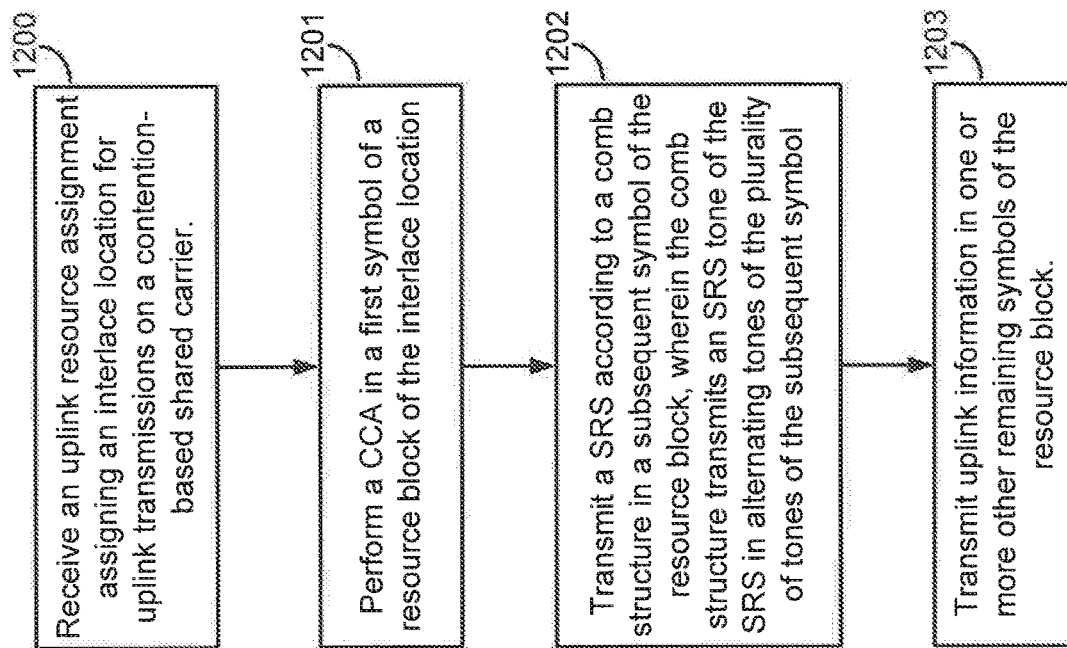 1200
Receive an uplink resource assignment
assigning an interlace location for
uplink transmissions on a contention-
based shared carrier.
1201
Perform a CCA in a first symbol of a
resource block of the interlace location
1202
Transmit a SRS according to a comb
structure in a subsequent symbol of the
resource block, wherein the comb
structure transmits an SRS tone of the
SRS in alternating tones of the plurality
of tones of the subsequent symbol
1203
Transmit uplink information in one or
more other remaining symbols of the
resource block.